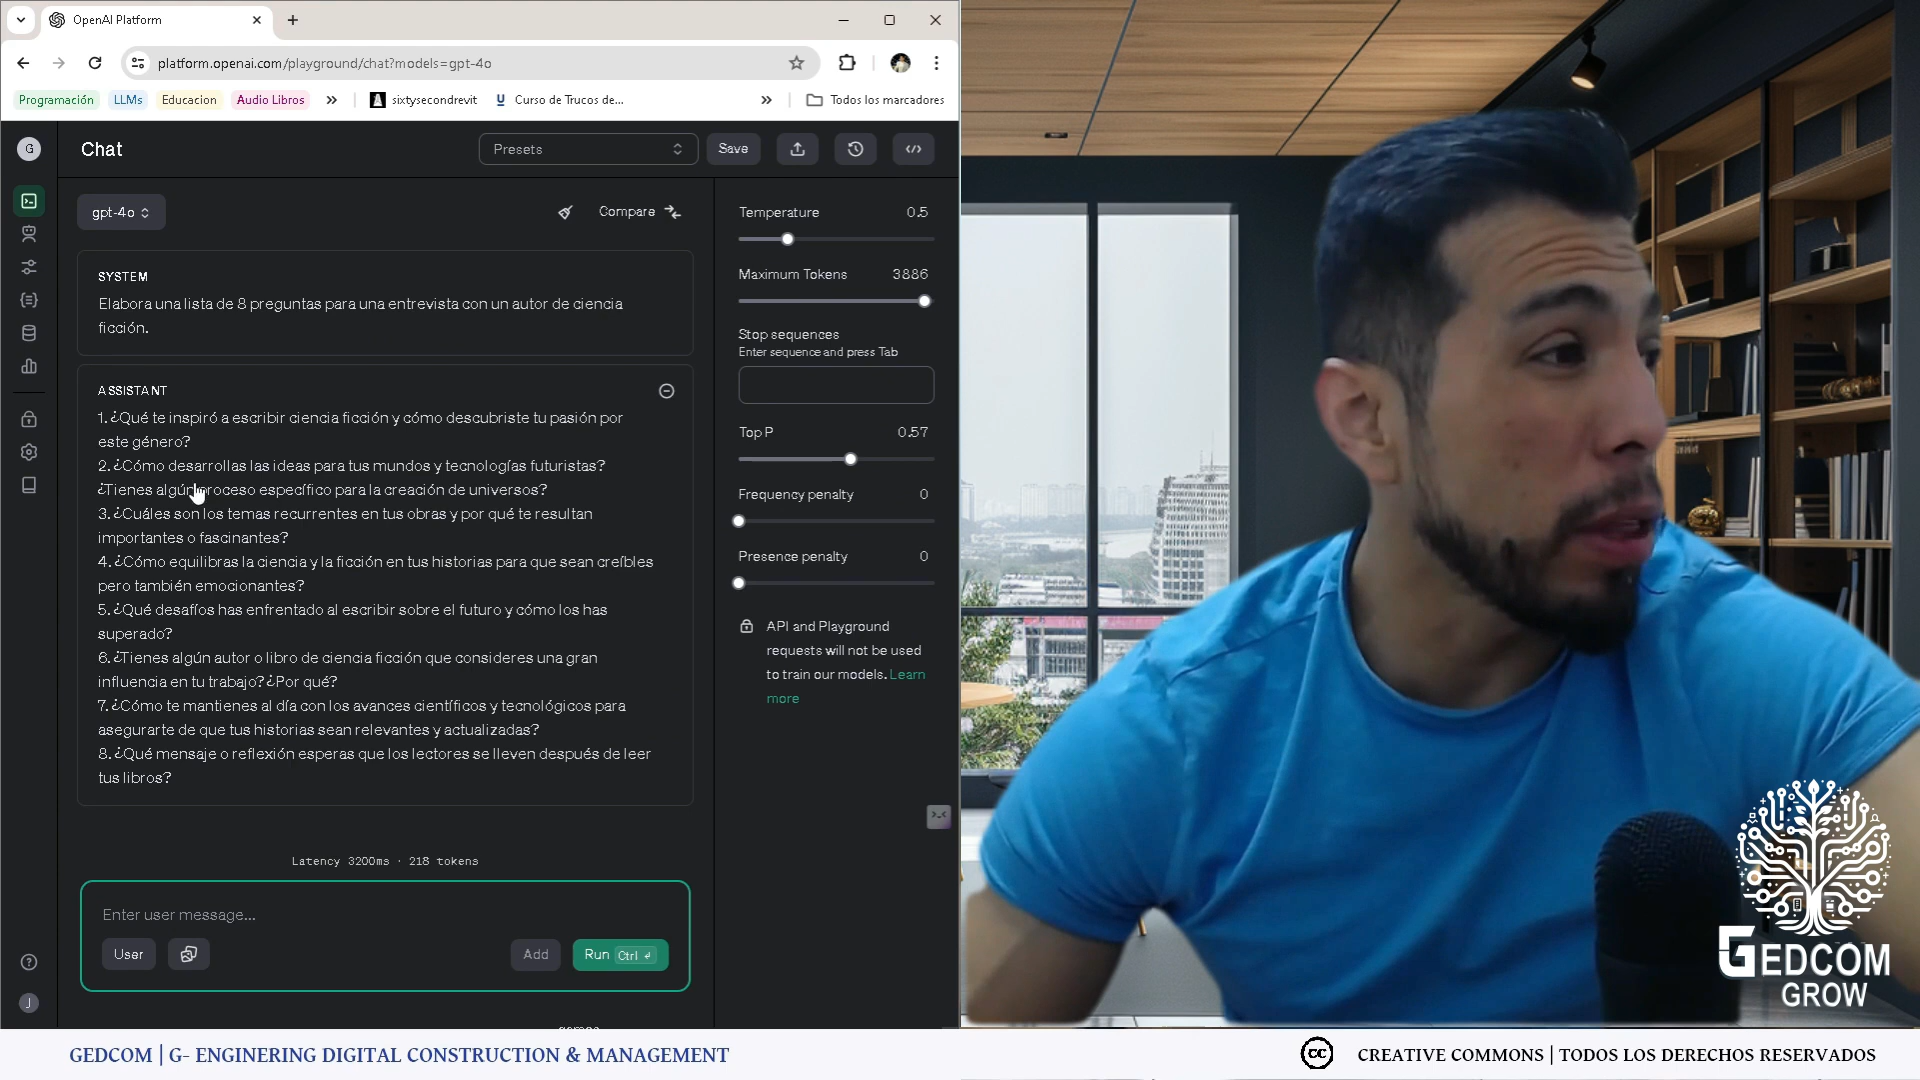 OpenAI Platform
platform.openai.com/playground/chat?models=gpt-4o
Programación
LLMs
Educacion
Audio Libros
sixtysecondrevit
Curso de Trucos de...
Todos los marcadores
G
Chat
Presets
Save
gpt-4o
Compare
SYSTEM
Elabora una lista de 8 preguntas para una entrevista con un autor de ciencia
ficción.
ASSISTANT
1. ¿Qué te inspiró a escribir ciencia ficción y cómo descubriste tu pasión por
este género?
2. ¿Cómo desarrollas las ideas para tus mundos y tecnologías futuristas?
¿Tienes algún proceso específico para la creación de universos?
3. ¿Cuáles son los temas recurrentes en tus obras y por qué te resultan
importantes o fascinantes?
4. ¿Cómo equilibras la ciencia y la ficción en tus historias para que sean creíbles
pero también emocionantes?
5. ¿Qué desafíos has enfrentado al escribir sobre el futuro y cómo los has
superado?
6. ¿Tienes algún autor o libro de ciencia ficción que consideres una gran
influencia en tu trabajo? ¿Por qué?
7. ¿Cómo te mantienes al día con los avances científicos y tecnológicos para
asegurarte de que tus historias sean relevantes y actualizadas?
8. ¿Qué mensaje o reflexión esperas que los lectores se lleven después de leer
tus libros?
Latency 3200ms · 218 tokens
Enter user message...
User
Add
Run Ctrl ↵
J
Temperature 0.5
Maximum Tokens 3886
Stop sequences
Enter sequence and press Tab
Top P 0.57
Frequency penalty 0
Presence penalty 0
API and Playground
requests will not be used
to train our models. Learn
more
GEDCOM
GROW
GEDCOM | G- ENGINERING DIGITAL CONSTRUCTION & MANAGEMENT
cc
CREATIVE COMMONS | TODOS LOS DERECHOS RESERVADOS